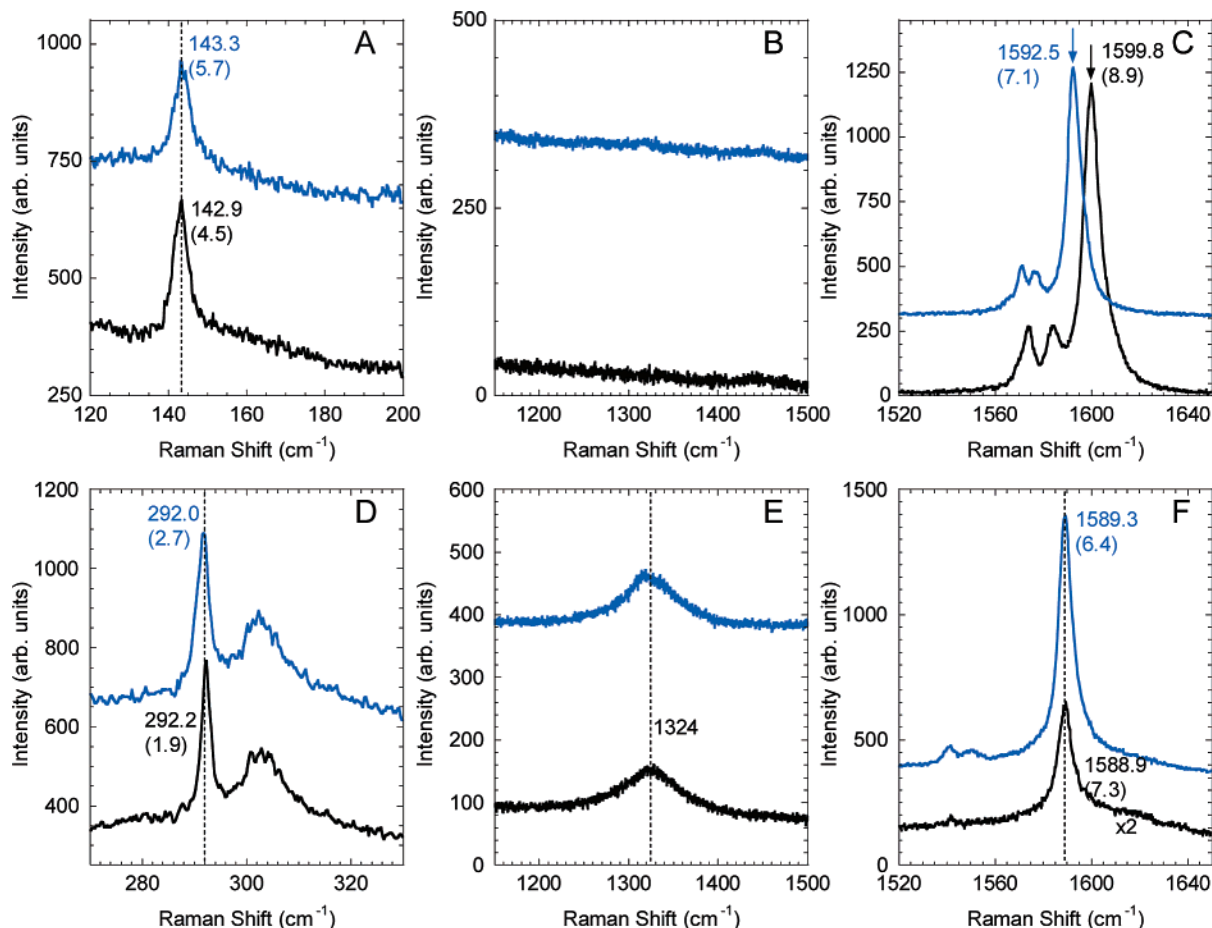 A
1000
750
500
250
143.3
(5.7)
142.9
(4.5)
120 140 160 180 200
Intensity (arb. units)
Raman Shift (cm⁻¹)
B
500
250
0
1200 1300 1400 1500
Intensity (arb. units)
Raman Shift (cm⁻¹)
C
1250
1000
750
500
250
0
1592.5
(7.1)
1599.8
(8.9)
1520 1560 1600 1640
Intensity (arb. units)
Raman Shift (cm⁻¹)
D
1200
1000
800
600
400
292.0
(2.7)
292.2
(1.9)
280 300 320
Intensity (arb. units)
Raman Shift (cm⁻¹)
E
600
500
400
300
200
100
0
1324
1200 1300 1400 1500
Intensity (arb. units)
Raman Shift (cm⁻¹)
F
1500
1000
500
0
1589.3
(6.4)
1588.9
(7.3)
x2
1520 1560 1600 1640
Intensity (arb. units)
Raman Shift (cm⁻¹)